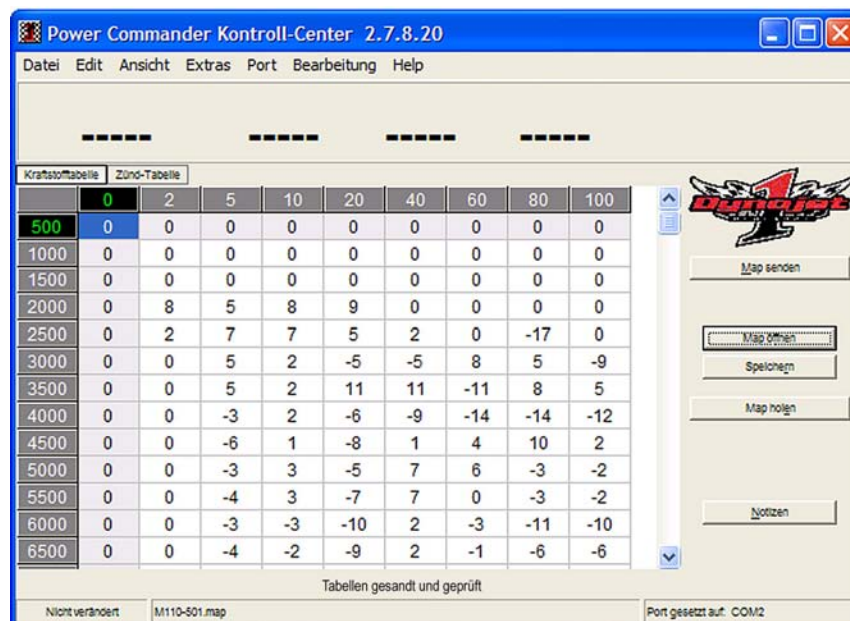 Power Commander Kontroll-Center 2.7.8.20
Datei Edit Ansicht Extras Port Bearbeitung Help
----- ----- ----- -----
Kraftstofftabelle Zünd-Tabelle
0 2 5 10 20 40 60 80 100
500 0 0 0 0 0 0 0 0 0
1000 0 0 0 0 0 0 0 0 0
1500 0 0 0 0 0 0 0 0 0
2000 0 8 5 8 9 0 0 0 0
2500 0 2 7 7 5 2 0 -17 0
3000 0 0 5 2 -5 -5 8 5 -9
3500 0 0 5 2 11 11 -11 8 5
4000 0 0 -3 2 -6 -9 -14 -14 -12
4500 0 0 -6 1 -8 1 4 10 2
5000 0 0 -3 3 -5 7 6 -3 -2
5500 0 0 -4 3 -7 7 0 -3 -2
6000 0 0 -3 -3 -10 2 -3 -11 -10
6500 0 0 -4 -2 -9 2 -1 -6 -6
Dynojet
1
Map senden
Map öffnen
Speichern
Map holen
Notizen
Tabellen gesandt und geprüft
Nicht verändert M110-501.map Port gesetzt auf: COM2